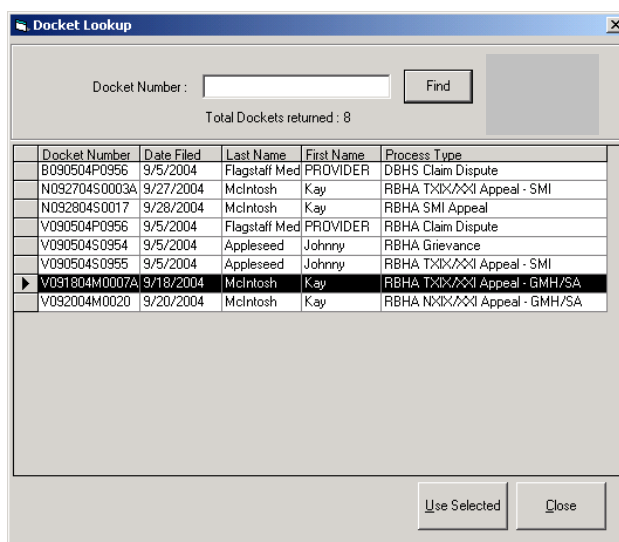 Docket Lookup
Docket Number : Find
Total Dockets returned : 8
Docket Number Date Filed Last Name First Name Process Type
B090504P0956 9/5/2004 Flagstaff Med PROVIDER DBHS Claim Dispute
N092704S0003A 9/27/2004 McIntosh Kay RBHA TXIX/XXI Appeal - SMI
N092804S0017 9/28/2004 McIntosh Kay RBHA SMI Appeal
V090504P0956 9/5/2004 Flagstaff Med PROVIDER RBHA Claim Dispute
V090504S0954 9/5/2004 Appleseed Johnny RBHA Grievance
V090504S0955 9/5/2004 Appleseed Johnny RBHA TXIX/XXI Appeal - SMI
V091804M0007A 9/18/2004 McIntosh Kay RBHA TXIX/XXI Appeal - GMH/SA
V092004M0020 9/20/2004 McIntosh Kay RBHA NXIX/XXI Appeal - GMH/SA
Use Selected Close